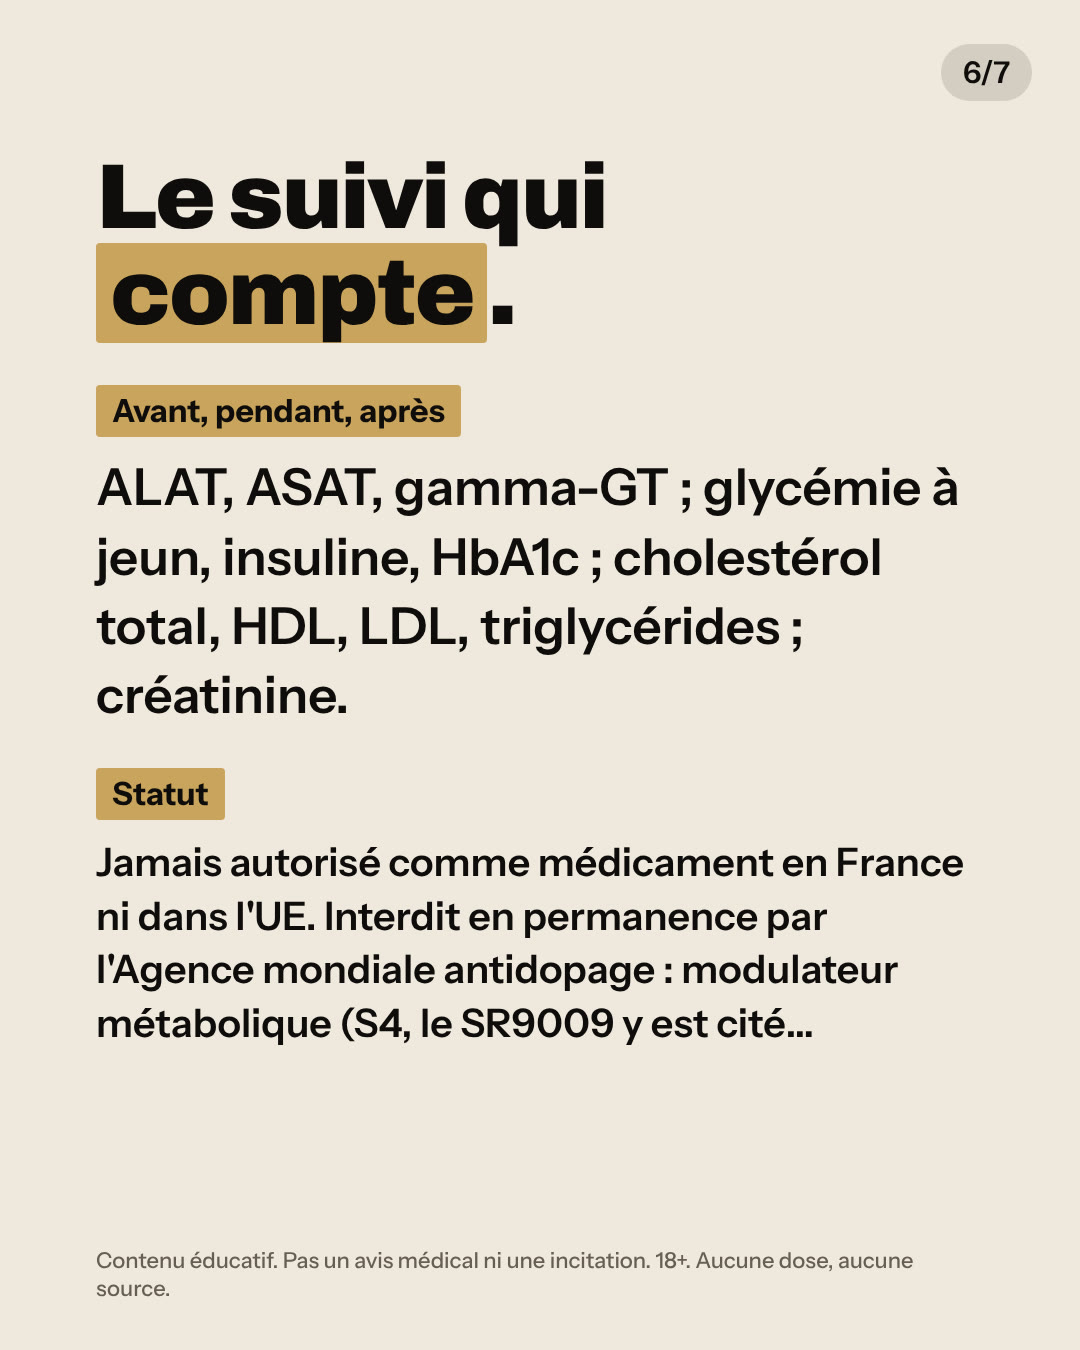 6/7
Le suivi qui
compte.
Avant, pendant, après
ALAT, ASAT, gamma-GT ; glycémie à
jeun, insuline, HbA1c ; cholestérol
total, HDL, LDL, triglycérides ;
créatinine.
Statut
Jamais autorisé comme médicament en France
ni dans l'UE. Interdit en permanence par
l'Agence mondiale antidopage : modulateur
métabolique (S4, le SR9009 y est cité...
Contenu éducatif. Pas un avis médical ni une incitation. 18+. Aucune dose, aucune
source.